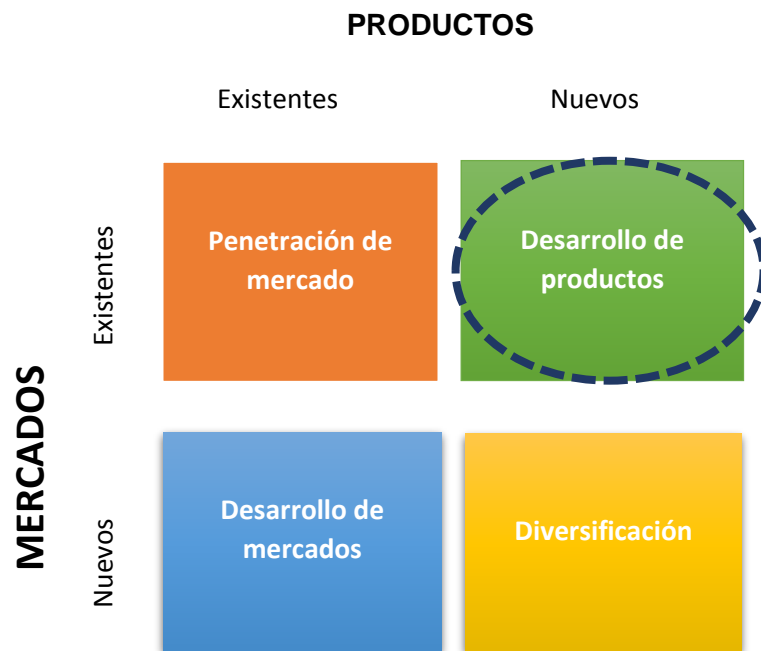 PRODUCTOS
Existentes
Nuevos
Existentes
Penetración de
mercado
Desarrollo de
productos
MERCADOS
Nuevos
Desarrollo de
mercados
Diversificación